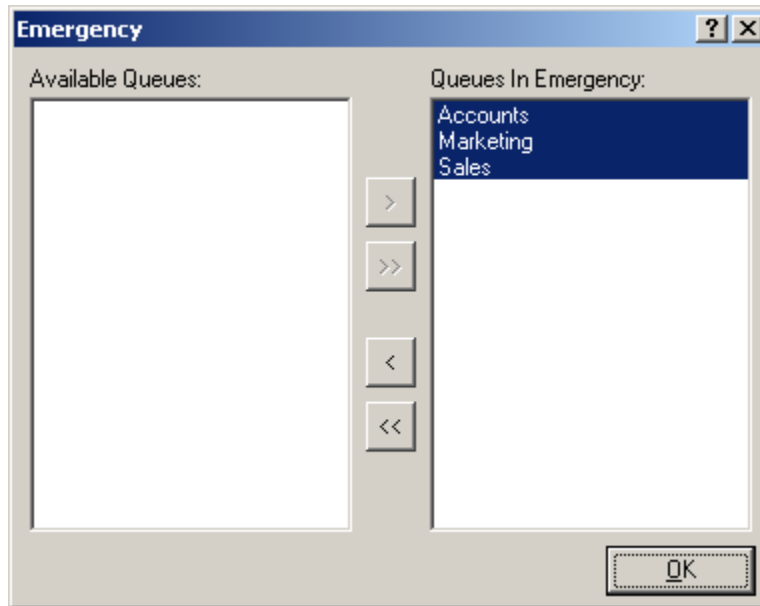 Emergency
Available Queues:
Queues In Emergency:
Accounts
Marketing
Sales
>
>>
<
<<
OK